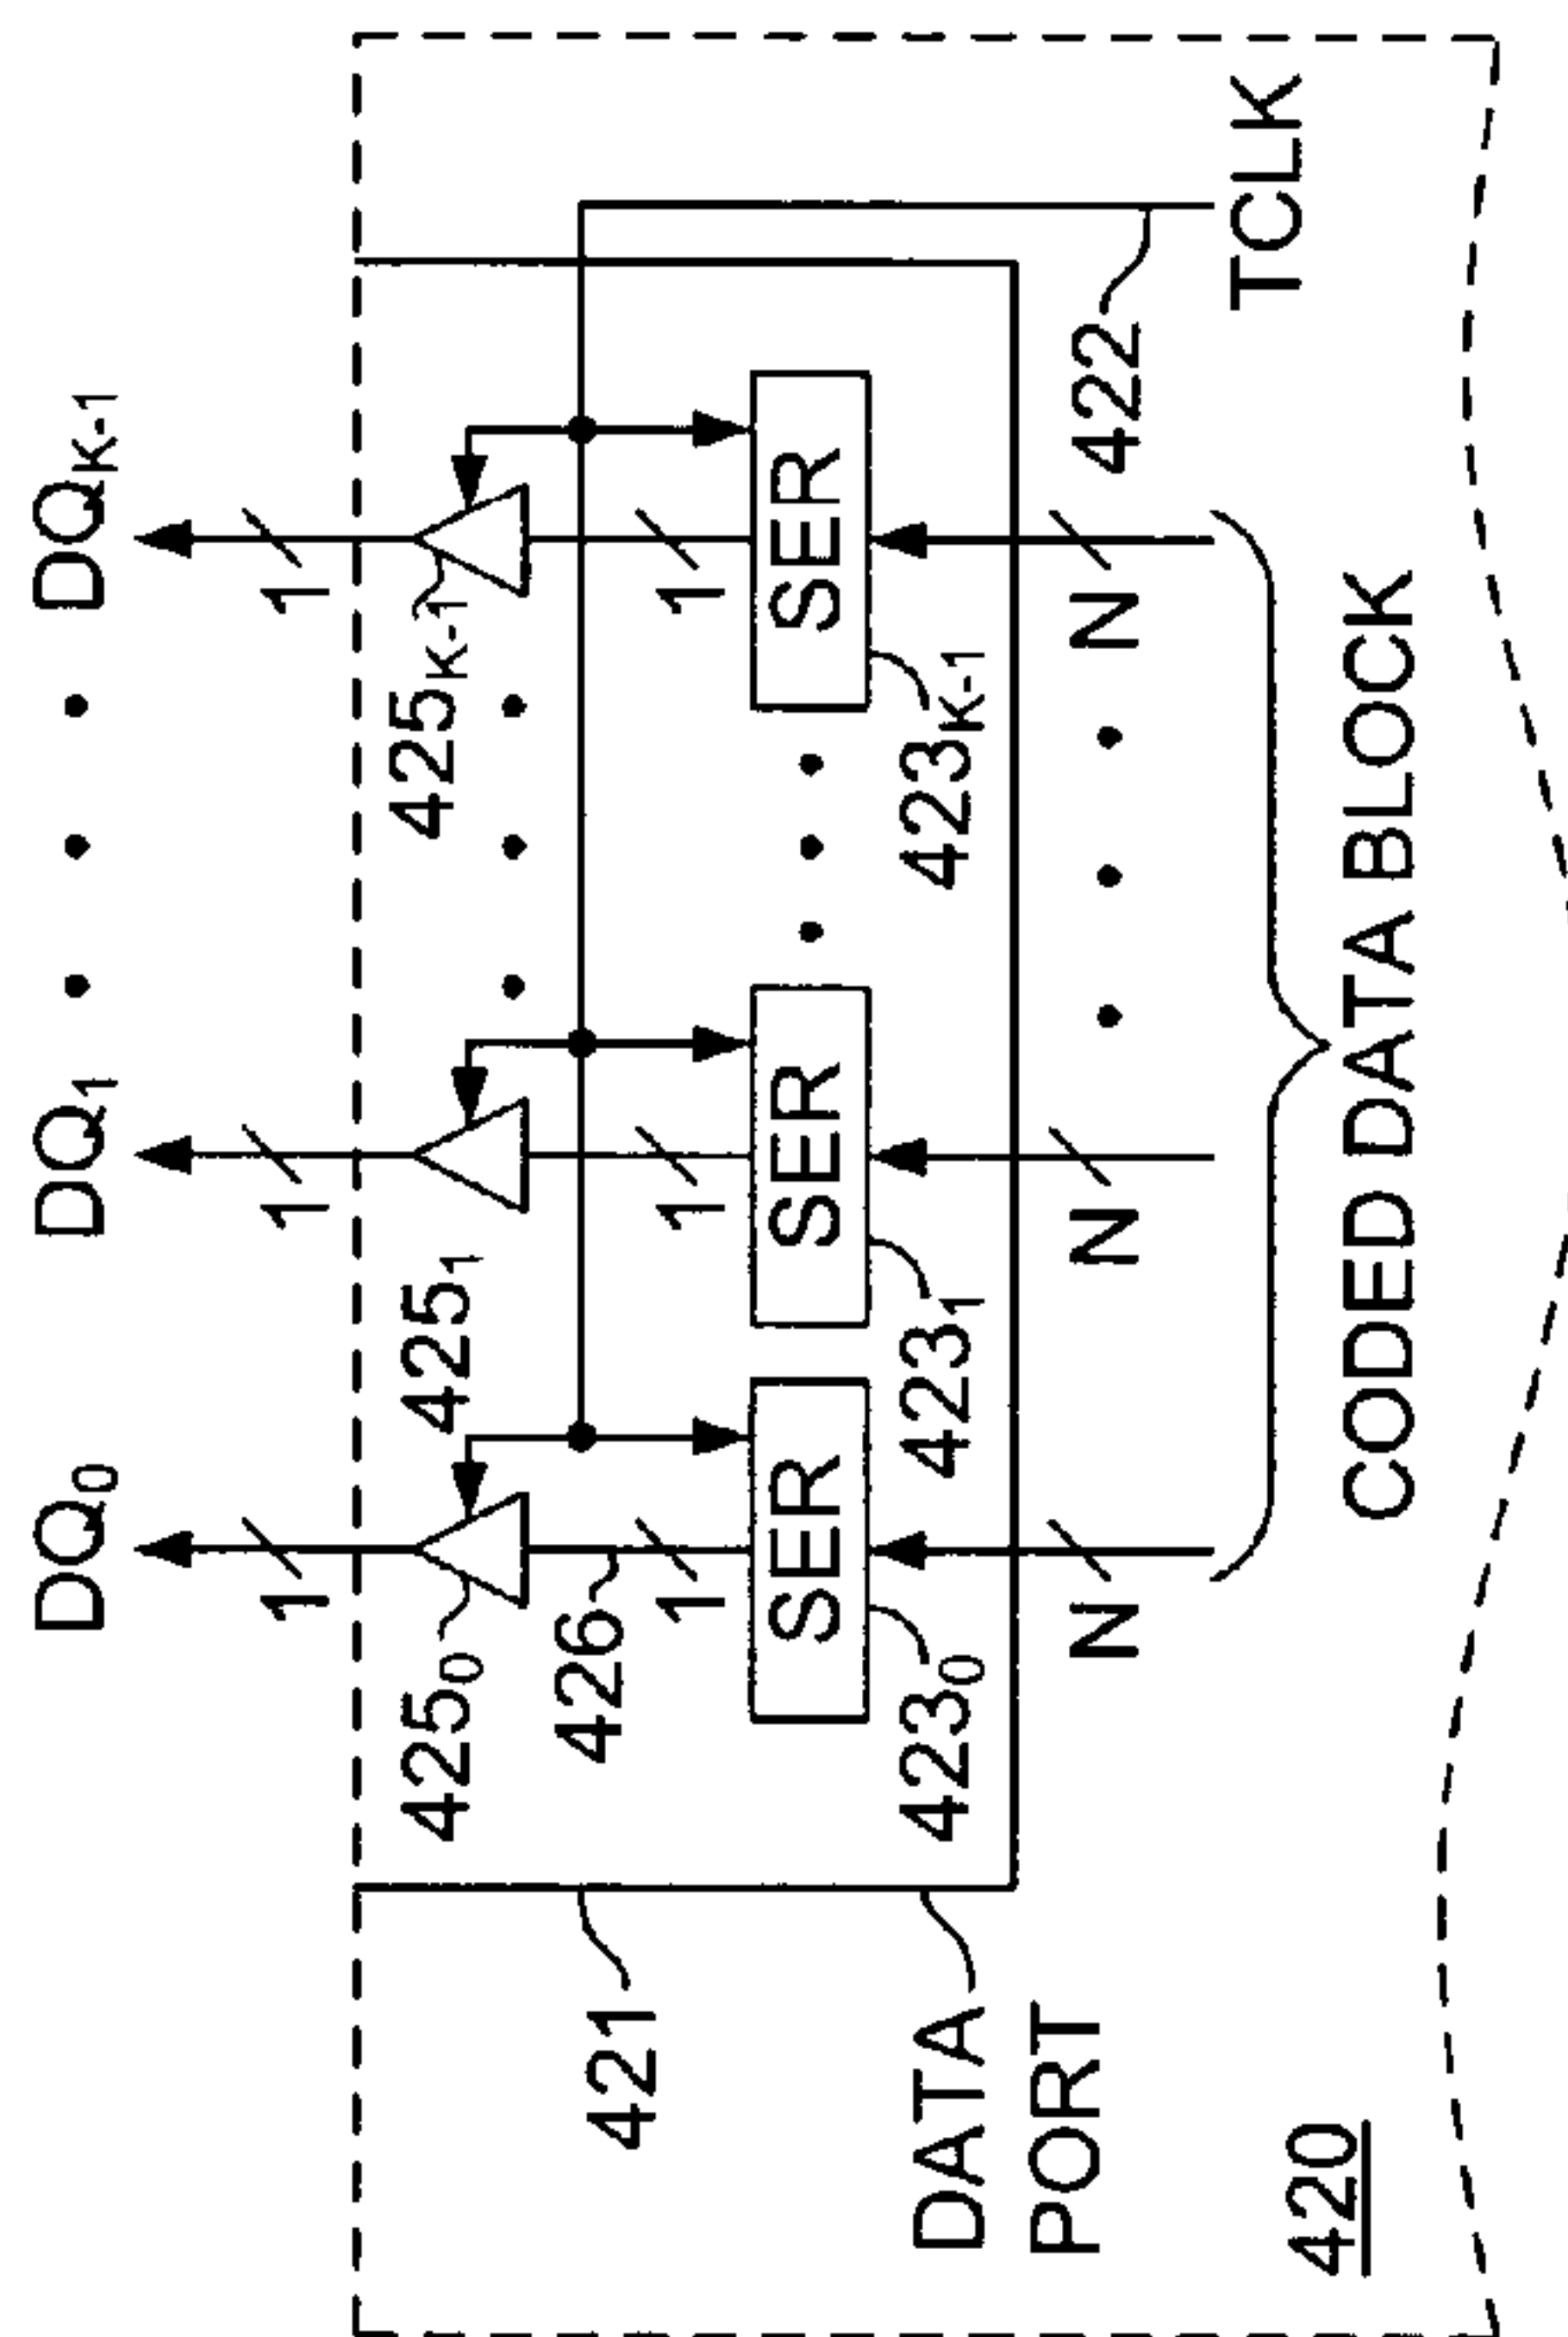 DQ₀ DQ₁ • • • DQK-1
1 1 1
425₀ 425₁ • • • 425K-1
421 426
1 1 1
SER SER • • • SER
DATA 423₀ 423₁ 423K-1
PORT N N • • • N 422
TCLK
420
CODED DATA BLOCK